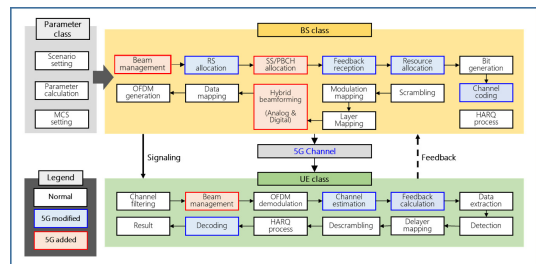 Parameter
class
Scenario
setting
Parameter
calculation
MCS
setting
BS class
Beam
management
RS
allocation
SS/PBCH
allocation
Feedback
reception
Resource
allocation
Bit
generation
OFDM
generation
Data
mapping
Hybrid
beamforming
(Analog &
Digital)
Modulation
mapping
Scrambling
Channel
coding
Layer
Mapping
HARQ
process
Signaling
5G Channel
Feedback
Legend
Normal
5G modified
5G added
UE class
Channel
filtering
Beam
management
OFDM
demodulation
Channel
estimation
Feedback
calculation
Data
extraction
Result
Decoding
HARQ
process
Descrambling
Delayer
mapping
Detection